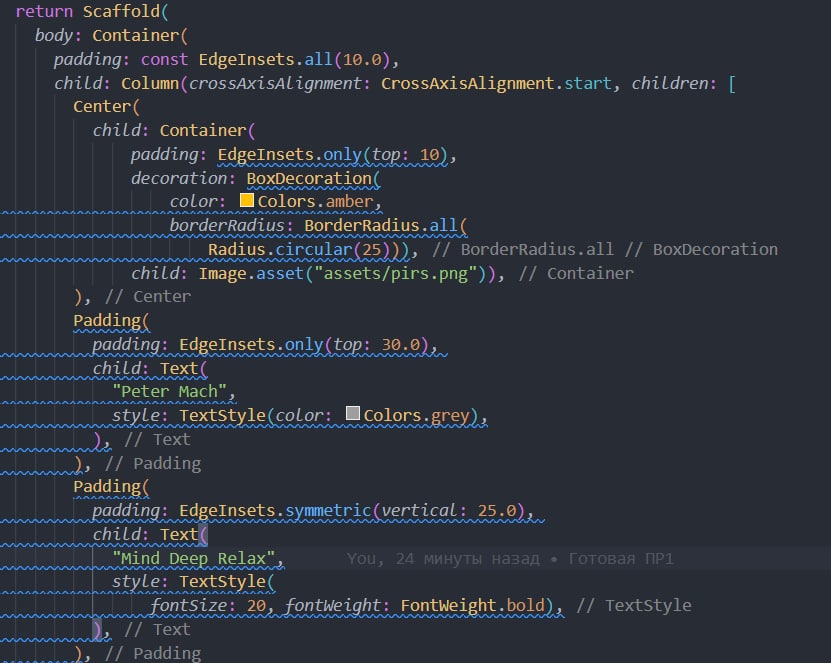 return Scaffold(
body: Container(
padding: const EdgeInsets.all(10.0),
child: Column(crossAxisAlignment: CrossAxisAlignment.start, children: [
Center(
child: Container(
padding: EdgeInsets.only(top: 10),
decoration: BoxDecoration(
color: Colors.amber,
borderRadius: BorderRadius.all(
Radius.circular(25))), // BorderRadius.all // BoxDecoration
child: Image.asset("assets/pirs.png")), // Container
), // Center
Padding(
padding: EdgeInsets.only(top: 30.0),
child: Text(
"Peter Mach",
style: TextStyle(color: Colors.grey),
), // Text
), // Padding
Padding(
padding: EdgeInsets.symmetric(vertical: 25.0),
child: Text(
"Mind Deep Relax", You, 24 минуты назад • Готовая ПР1
style: TextStyle(
fontSize: 20, fontWeight: FontWeight.bold), // TextStyle
), // Text
), // Padding